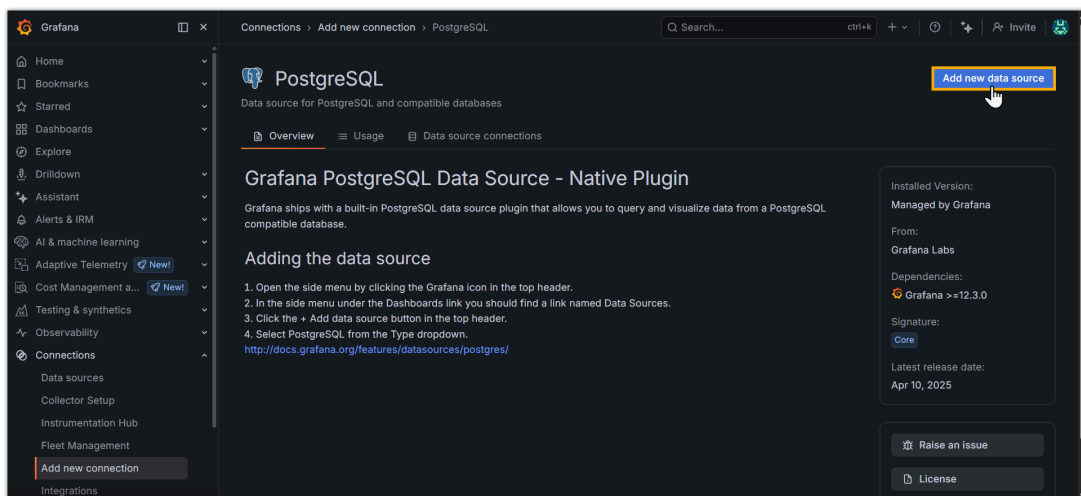 Grafana
Connections › Add new connection › PostgreSQL
Search...
ctrl+k
Invite
Home
Bookmarks
Starred
Dashboards
Explore
Drilldown
Assistant
Alerts & IRM
AI & machine learning
Adaptive Telemetry New!
Cost Management a... New!
Testing & synthetics
Observability
Connections
Data sources
Collector Setup
Instrumentation Hub
Fleet Management
Add new connection
Integrations
PostgreSQL
Add new data source
Data source for PostgreSQL and compatible databases
Overview
Usage
Data source connections
Grafana PostgreSQL Data Source - Native Plugin
Grafana ships with a built-in PostgreSQL data source plugin that allows you to query and visualize data from a PostgreSQL
compatible database.
Adding the data source
1. Open the side menu by clicking the Grafana icon in the top header.
2. In the side menu under the Dashboards link you should find a link named Data Sources.
3. Click the + Add data source button in the top header.
4. Select PostgreSQL from the Type dropdown.
http://docs.grafana.org/features/datasources/postgres/
Installed Version:
Managed by Grafana
From:
Grafana Labs
Dependencies:
Grafana >=12.3.0
Signature:
Core
Latest release date:
Apr 10, 2025
Raise an issue
License